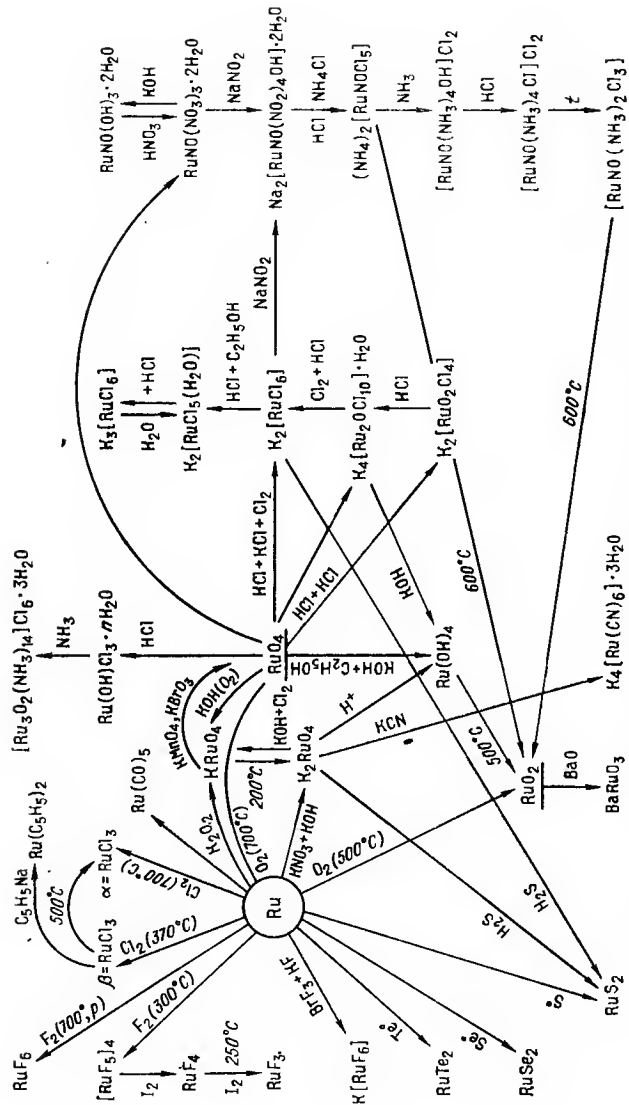 [Ru₃O₂(NH₃)₁₄]Cl₆·3H₂O
NH₃
Ru(OH)Cl₃·nH₂O
HCl
RuNO(OH)₃·2H₂O
HNO₃
KOH
RuNO(NO₃)₃·2H₂O
NaNO₂
Na₂[RuNO(NO₂)₄OH]·2H₂O
HCl
NH₄Cl
(NH₄)₂[RuNOCl₅]
NH₃
[RuNO(NH₃)₄OH]Cl₂
HCl
[RuNO(NH₃)₄Cl]Cl₂
t
[RuNO(NH₃)₂Cl₃]
K₃[RuCl₆]
H₂O
+HCl
K₂[RuCl₅(H₂O)]
HCl+C₂H₅OH
K₂[RuCl₆]
NaNO₂
Cl₂+HCl
K₄[Ru₂OCl₁₀]·H₂O
HCl
K₂[RuO₂Cl₄]
HCl+KCl+Cl₂
HCl+KCl
KOH
600°C
600°C
RuO₄
KOH+C₂H₅OH
Ru(OH)₄
500°C
KMnO₄,KBrO₃
KOH(O₂)
KRuO₄
200°C
KOH+Cl₂
K₂RuO₄
H⁺
KCN
K₄[Ru(CN)₆]·3H₂O
RuO₂
BaO
BaRuO₃
C₅H₅Na
Ru(C₅H₅)₂
500°C
β=RuCl₃
α=RuCl₃
Ru(CO)₅
Cl₂(370°C)
Cl₂(700°C)
H₂O₂
O₂(700°C)
HNO₃+KOH
O₂(500°C)
Ru
RuF₆
F₂(700°,p)
[RuF₅]₄
F₂(300°C)
I₂
RuF₄
I₂
250°C
RuF₃
BrF₃+HF
K[RuF₆]
Te°
RuTe₂
Se°
RuSe₂
S°
H₂S
H₂S
RuS₂